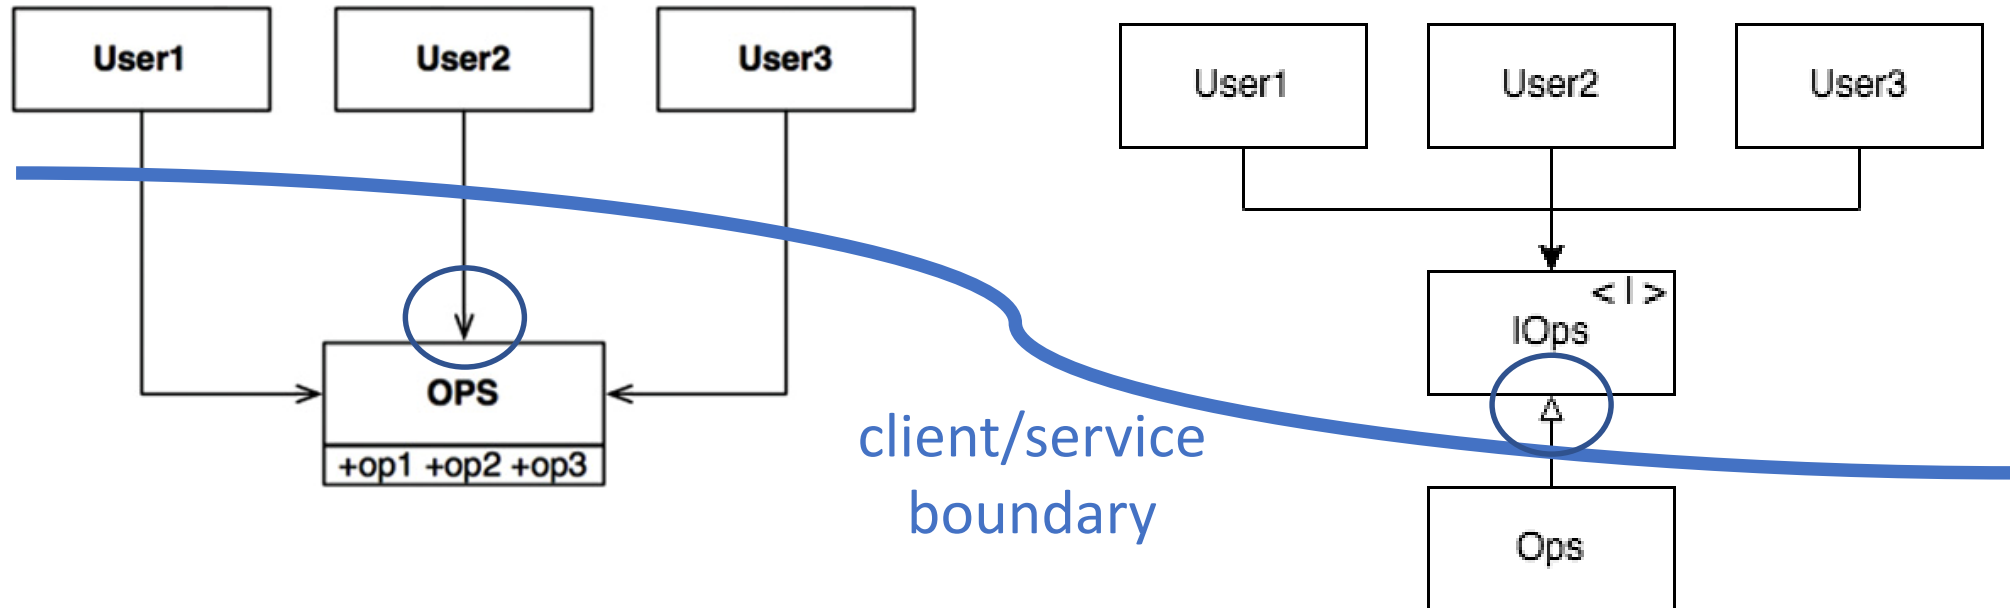 User1
User2
User3
OPS
+op1 +op2 +op3
client/service
boundary
User1
User2
User3
<I>
IOps
Ops